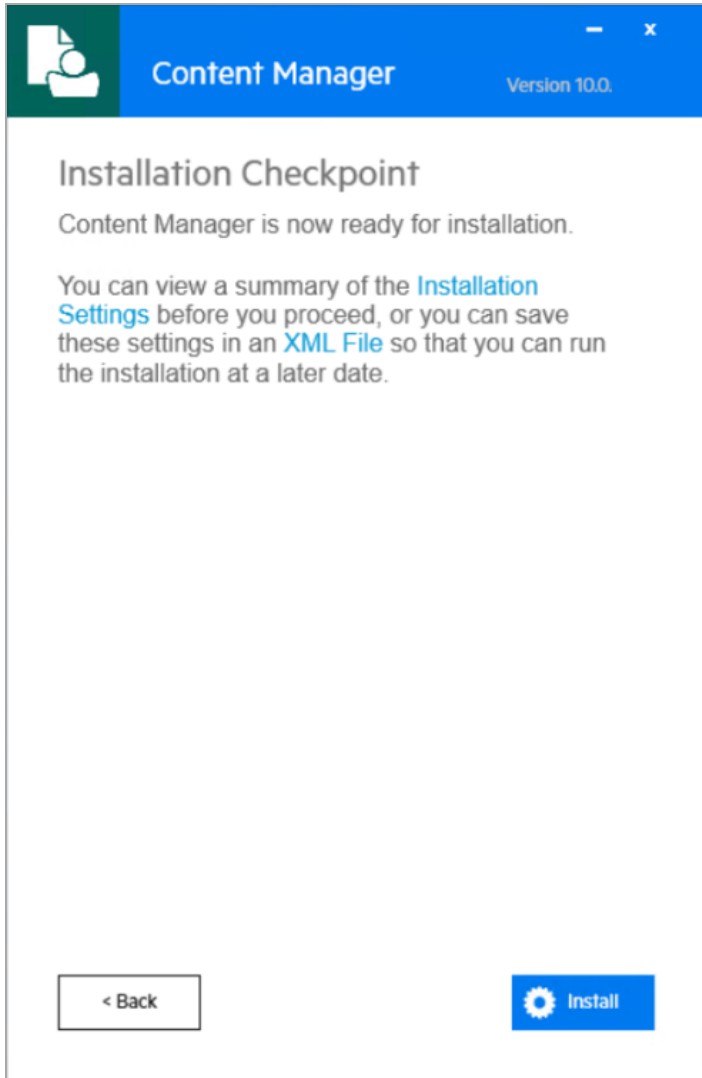 Content Manager
Version 10.0.
Installation Checkpoint
Content Manager is now ready for installation.
You can view a summary of the Installation
Settings before you proceed, or you can save
these settings in an XML File so that you can run
the installation at a later date.
< Back
Install